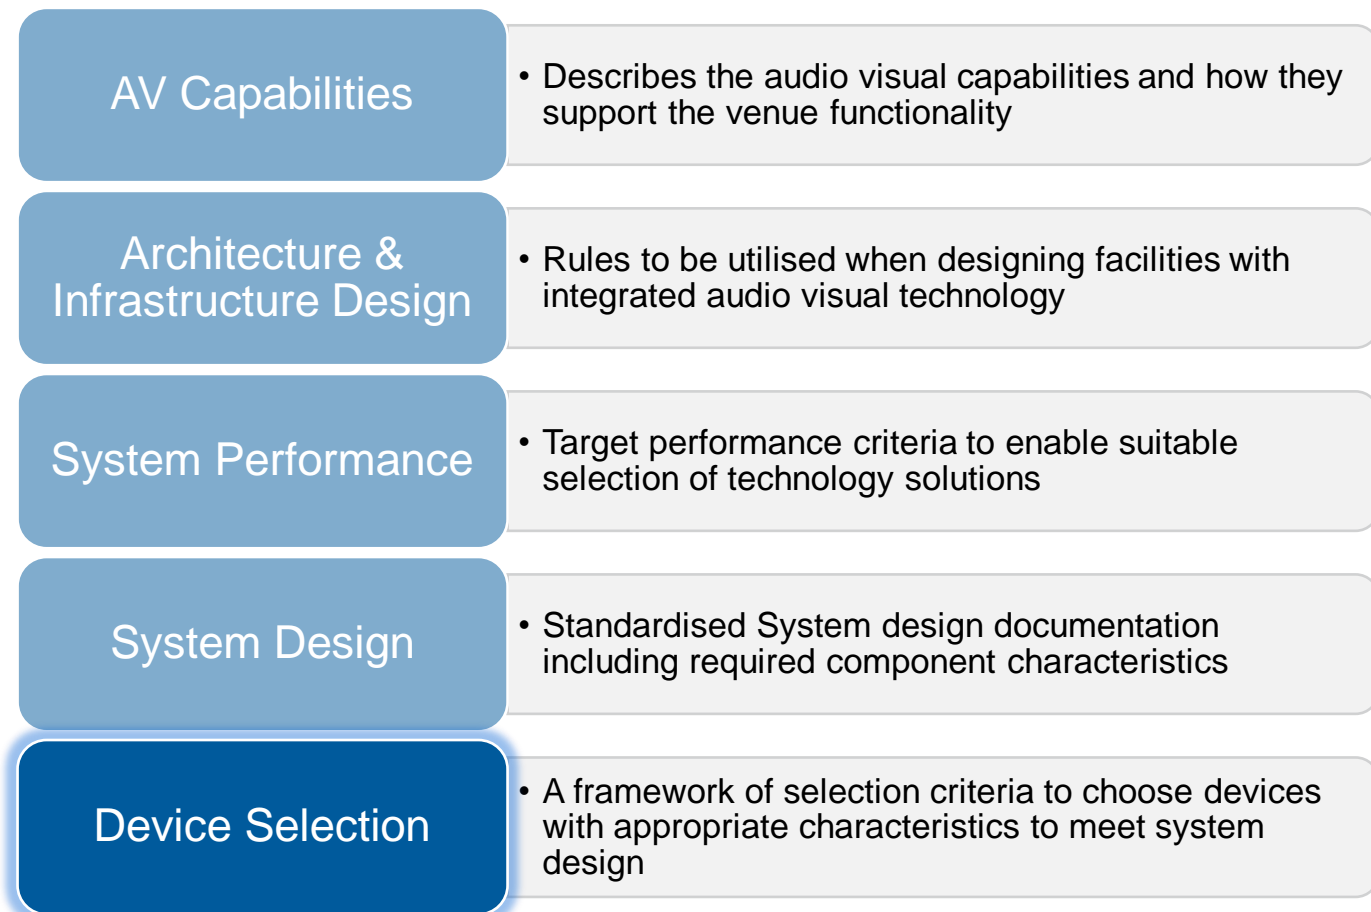 AV Capabilities
• Describes the audio visual capabilities and how they
support the venue functionality
Architecture &
Infrastructure Design
• Rules to be utilised when designing facilities with
integrated audio visual technology
System Performance
• Target performance criteria to enable suitable
selection of technology solutions
System Design
• Standardised System design documentation
including required component characteristics
Device Selection
• A framework of selection criteria to choose devices
with appropriate characteristics to meet system
design